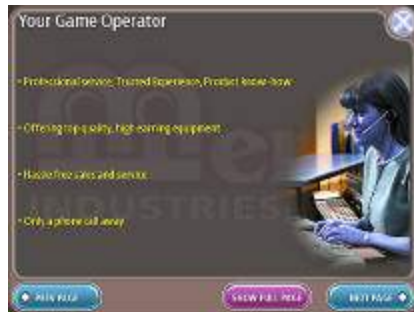 Your Game Operator
• Professional service, Trusted Experience, Product know-how
• Offering top quality, high earning equipment
• Hassle free sales and service
• Only a phone call away
INDUSTRIES
PREV PAGE
SHOW FULL PAGE
NEXT PAGE